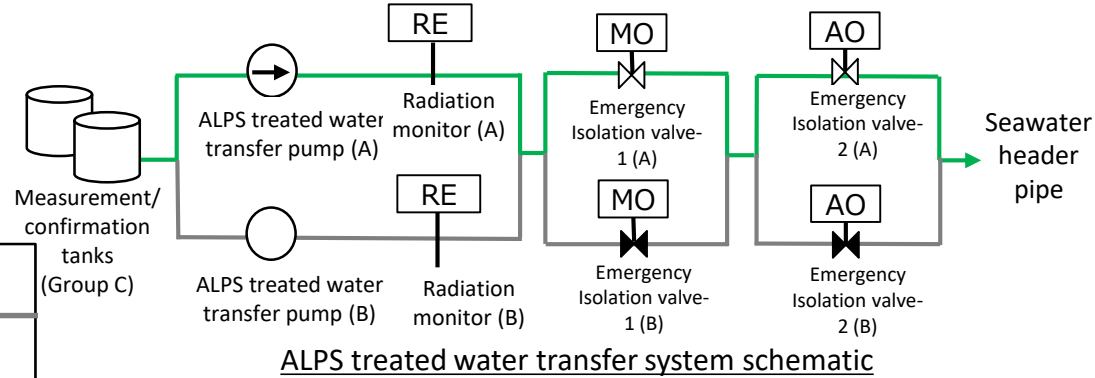 RE
MO
AO
ALPS treated water
transfer pump (A)
Radiation
monitor (A)
Emergency
Isolation valve-
1 (A)
Emergency
Isolation valve-
2 (A)
Seawater
header
pipe
Measurement/
confirmation
tanks
(Group C)
RE
MO
AO
ALPS treated water
transfer pump (B)
Radiation
monitor (B)
Emergency
Isolation valve-
1 (B)
Emergency
Isolation valve-
2 (B)
ALPS treated water transfer system schematic